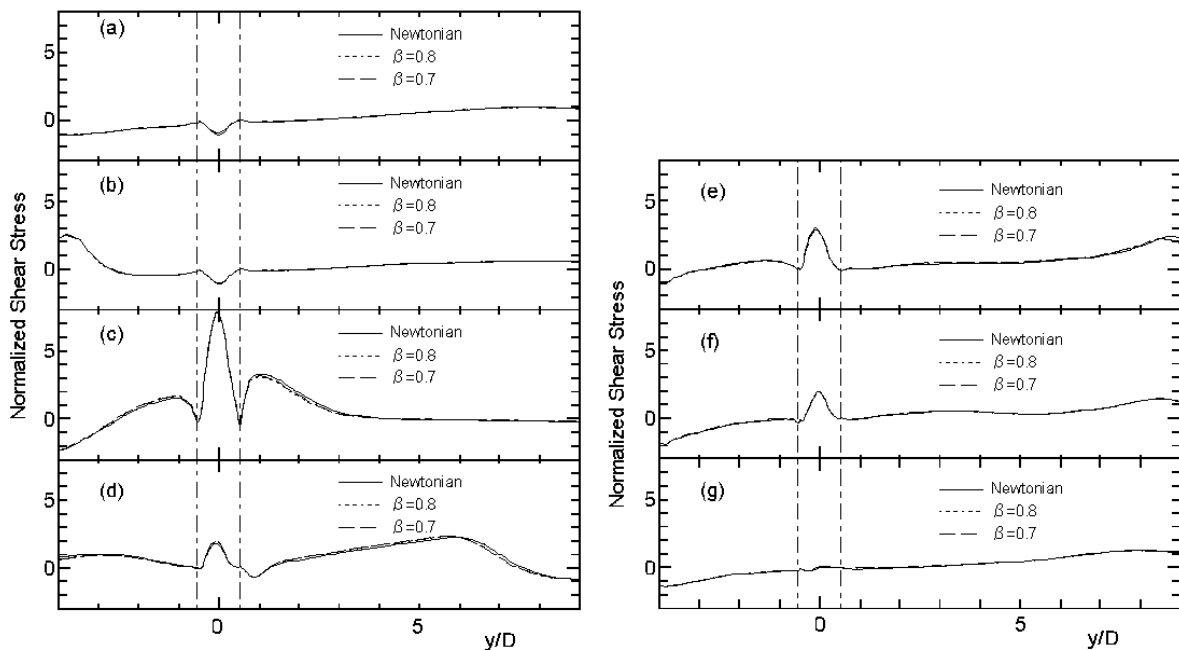 Normalized Shear Stress
(a)
Newtonian
β=0.8
β=0.7
5
0
(b)
Newtonian
β=0.8
β=0.7
5
0
(c)
Newtonian
β=0.8
β=0.7
5
0
(d)
Newtonian
β=0.8
β=0.7
5
0
0 5 y/D
Normalized Shear Stress
(e)
Newtonian
β=0.8
β=0.7
5
0
(f)
Newtonian
β=0.8
β=0.7
5
0
(g)
Newtonian
β=0.8
β=0.7
5
0
0 5 y/D